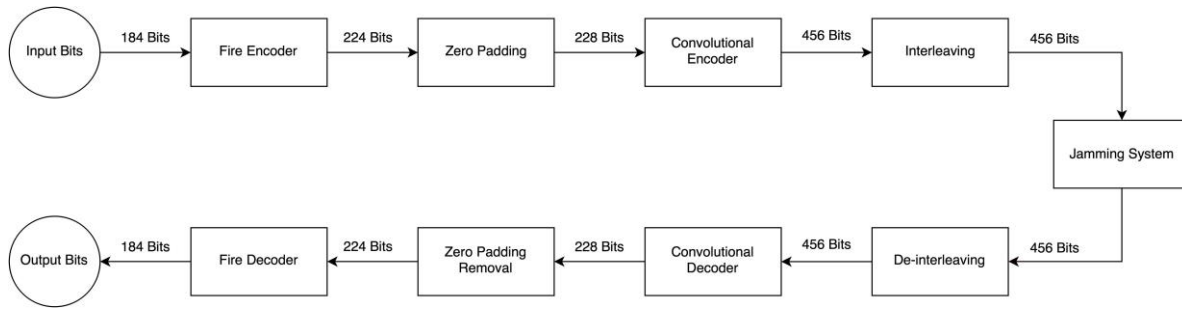 Input Bits
184 Bits
Fire Encoder
224 Bits
Zero Padding
228 Bits
Convolutional
Encoder
456 Bits
Interleaving
456 Bits
Jamming System
Output Bits
184 Bits
Fire Decoder
224 Bits
Zero Padding
Removal
228 Bits
Convolutional
Decoder
456 Bits
De-interleaving
456 Bits